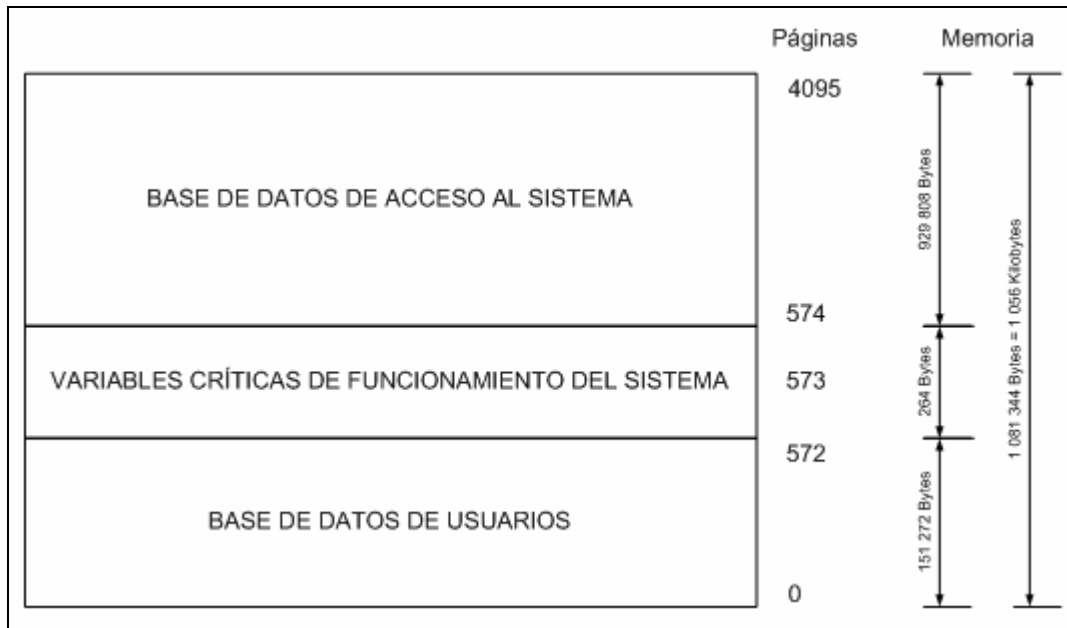 Páginas
Memoria
4095
BASE DE DATOS DE ACCESO AL SISTEMA
929 808 Bytes
574
VARIABLES CRÍTICAS DE FUNCIONAMIENTO DEL SISTEMA
573
264 Bytes
1 081 344 Bytes = 1 056 Kilobytes
572
BASE DE DATOS DE USUARIOS
151 272 Bytes
0